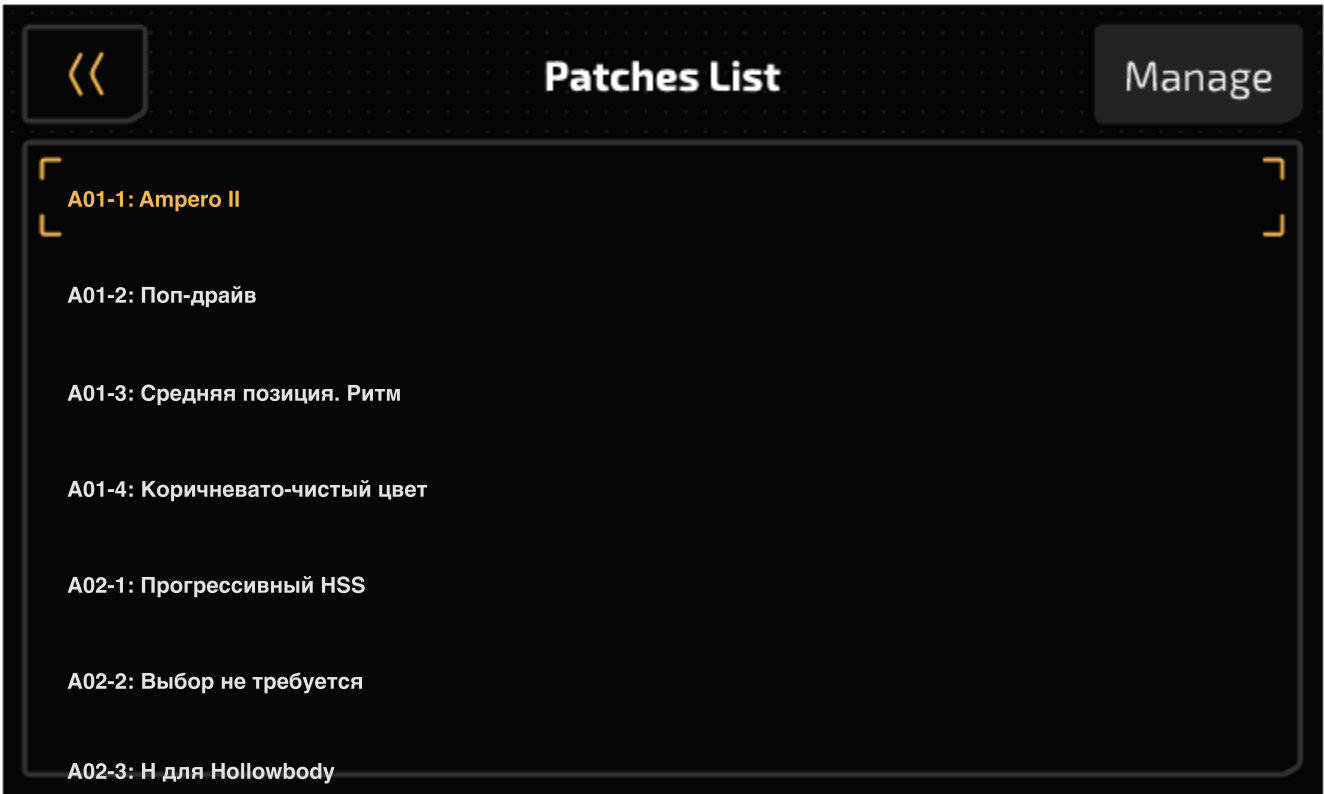 Patches List
Manage
A01-1: Ampero II
A01-2: Поп-драйв
A01-3: Средняя позиция. Ритм
A01-4: Коричневато-чистый цвет
A02-1: Прогрессивный HSS
A02-2: Выбор не требуется
A02-3: Н для Hollowbody